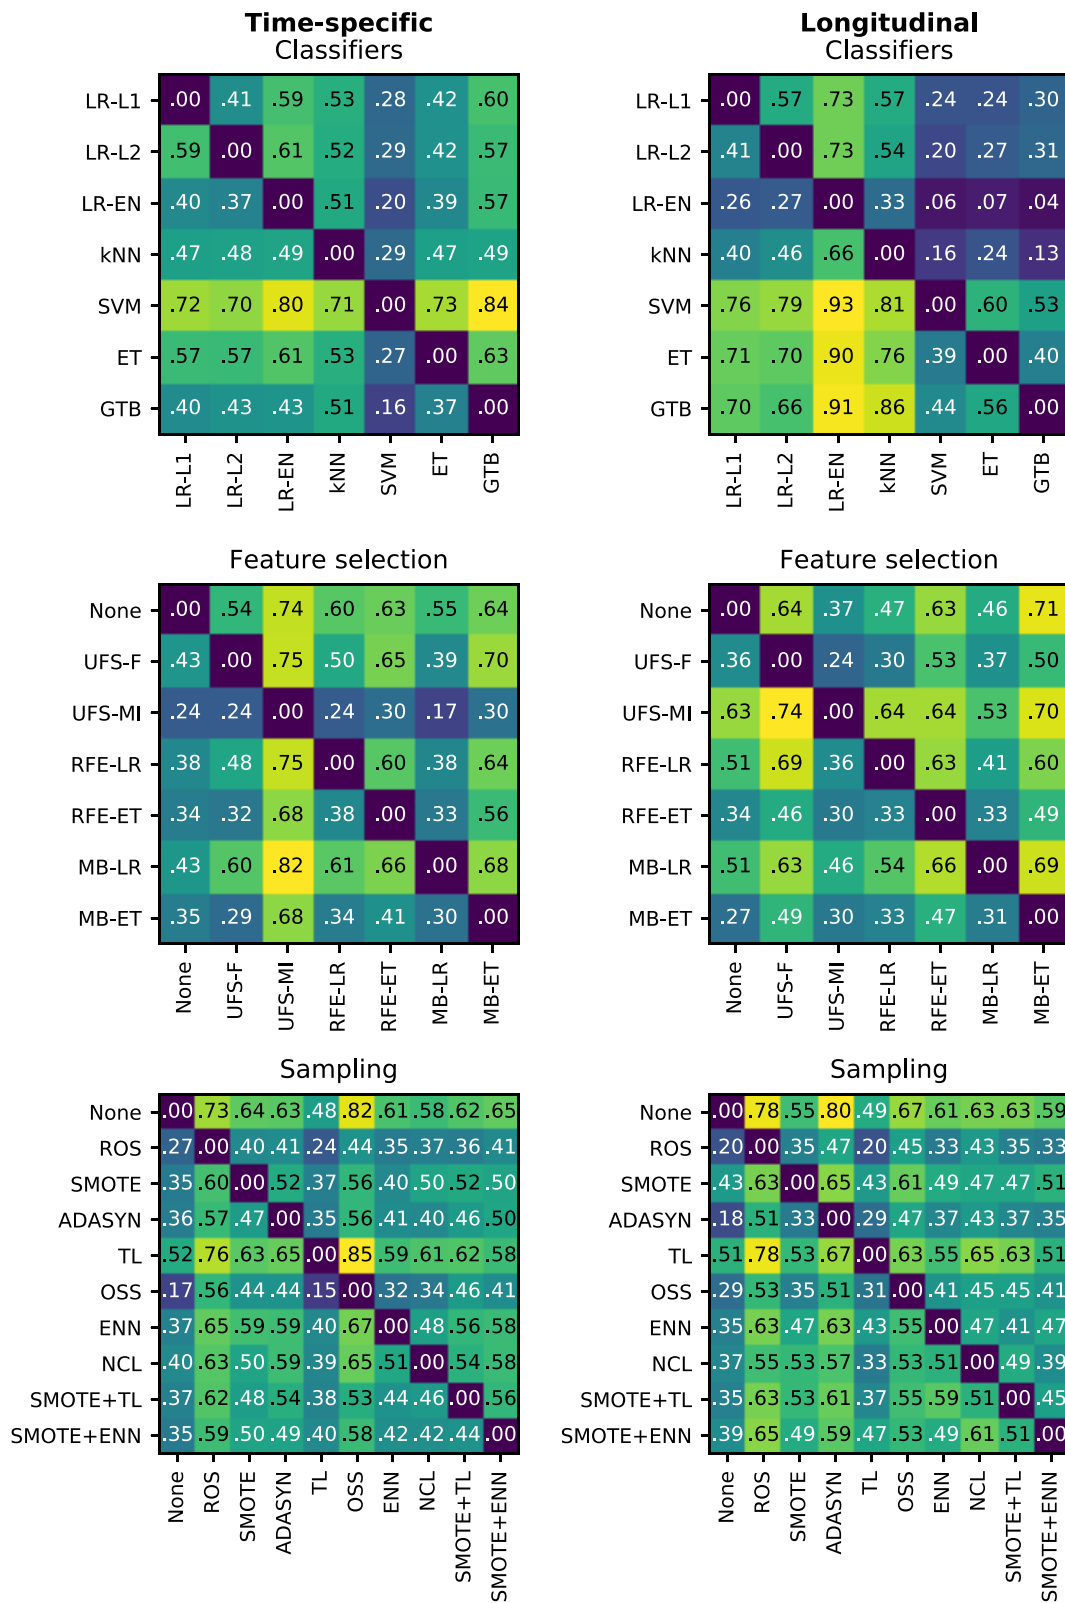 Time-specific
Classifiers
LR-L1 .00 .41 .59 .53 .28 .42 .60
LR-L2 .59 .00 .61 .52 .29 .42 .57
LR-EN .40 .37 .00 .51 .20 .39 .57
kNN .47 .48 .49 .00 .29 .47 .49
SVM .72 .70 .80 .71 .00 .73 .84
ET .57 .57 .61 .53 .27 .00 .63
GTB .40 .43 .43 .51 .16 .37 .00
LR-L1 LR-L2 LR-EN kNN SVM ET GTB
Longitudinal
Classifiers
LR-L1 .00 .57 .73 .57 .24 .24 .30
LR-L2 .41 .00 .73 .54 .20 .27 .31
LR-EN .26 .27 .00 .33 .06 .07 .04
kNN .40 .46 .66 .00 .16 .24 .13
SVM .76 .79 .93 .81 .00 .60 .53
ET .71 .70 .90 .76 .39 .00 .40
GTB .70 .66 .91 .86 .44 .56 .00
LR-L1 LR-L2 LR-EN kNN SVM ET GTB
Feature selection
None .00 .54 .74 .60 .63 .55 .64
UFS-F .43 .00 .75 .50 .65 .39 .70
UFS-MI .24 .24 .00 .24 .30 .17 .30
RFE-LR .38 .48 .75 .00 .60 .38 .64
RFE-ET .34 .32 .68 .38 .00 .33 .56
MB-LR .43 .60 .82 .61 .66 .00 .68
MB-ET .35 .29 .68 .34 .41 .30 .00
None UFS-F UFS-MI RFE-LR RFE-ET MB-LR MB-ET
Feature selection
None .00 .64 .37 .47 .63 .46 .71
UFS-F .36 .00 .24 .30 .53 .37 .50
UFS-MI .63 .74 .00 .64 .64 .53 .70
RFE-LR .51 .69 .36 .00 .63 .41 .60
RFE-ET .34 .46 .30 .33 .00 .33 .49
MB-LR .51 .63 .46 .54 .66 .00 .69
MB-ET .27 .49 .30 .33 .47 .31 .00
None UFS-F UFS-MI RFE-LR RFE-ET MB-LR MB-ET
Sampling
None .00 .73 .64 .63 .48 .82 .61 .58 .62 .65
ROS .27 .00 .40 .41 .24 .44 .35 .37 .36 .41
SMOTE .35 .60 .00 .52 .37 .56 .40 .50 .52 .50
ADASYN .36 .57 .47 .00 .35 .56 .41 .40 .46 .50
TL .52 .76 .63 .65 .00 .85 .59 .61 .62 .58
OSS .17 .56 .44 .44 .15 .00 .32 .34 .46 .41
ENN .37 .65 .59 .59 .40 .67 .00 .48 .56 .58
NCL .40 .63 .50 .59 .39 .65 .51 .00 .54 .58
SMOTE+TL .37 .62 .48 .54 .38 .53 .44 .46 .00 .56
SMOTE+ENN .35 .59 .50 .49 .40 .58 .42 .42 .44 .00
None ROS SMOTE ADASYN TL OSS ENN NCL SMOTE+TL SMOTE+ENN
Sampling
None .00 .78 .55 .80 .49 .67 .61 .63 .63 .59
ROS .20 .00 .35 .47 .20 .45 .33 .43 .35 .33
SMOTE .43 .63 .00 .65 .43 .61 .49 .47 .47 .51
ADASYN .18 .51 .33 .00 .29 .47 .37 .43 .37 .35
TL .51 .78 .53 .67 .00 .63 .55 .65 .63 .51
OSS .29 .53 .35 .51 .31 .00 .41 .45 .45 .41
ENN .35 .63 .47 .63 .43 .55 .00 .47 .41 .47
NCL .37 .55 .53 .57 .33 .53 .51 .00 .49 .39
SMOTE+TL .35 .63 .53 .61 .37 .55 .59 .51 .00 .45
SMOTE+ENN .39 .65 .49 .59 .47 .53 .49 .61 .51 .00
None ROS SMOTE ADASYN TL OSS ENN NCL SMOTE+TL SMOTE+ENN